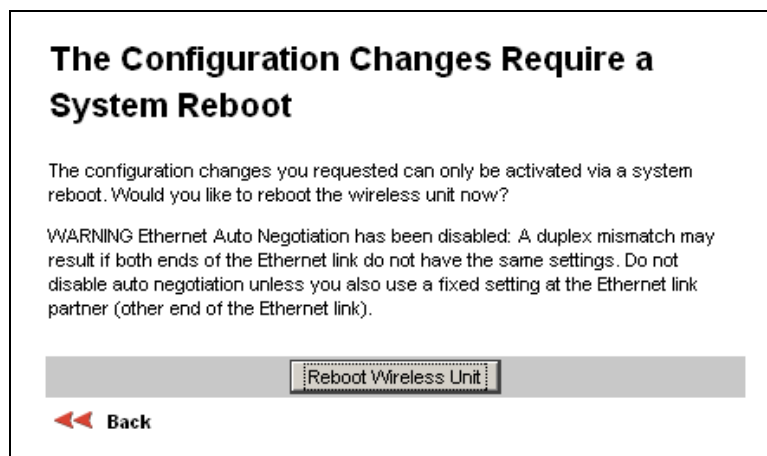 The Configuration Changes Require a
System Reboot
The configuration changes you requested can only be activated via a system
reboot. Would you like to reboot the wireless unit now?
WARNING Ethernet Auto Negotiation has been disabled: A duplex mismatch may
result if both ends of the Ethernet link do not have the same settings. Do not
disable auto negotiation unless you also use a fixed setting at the Ethernet link
partner (other end of the Ethernet link).
Reboot Wireless Unit
Back